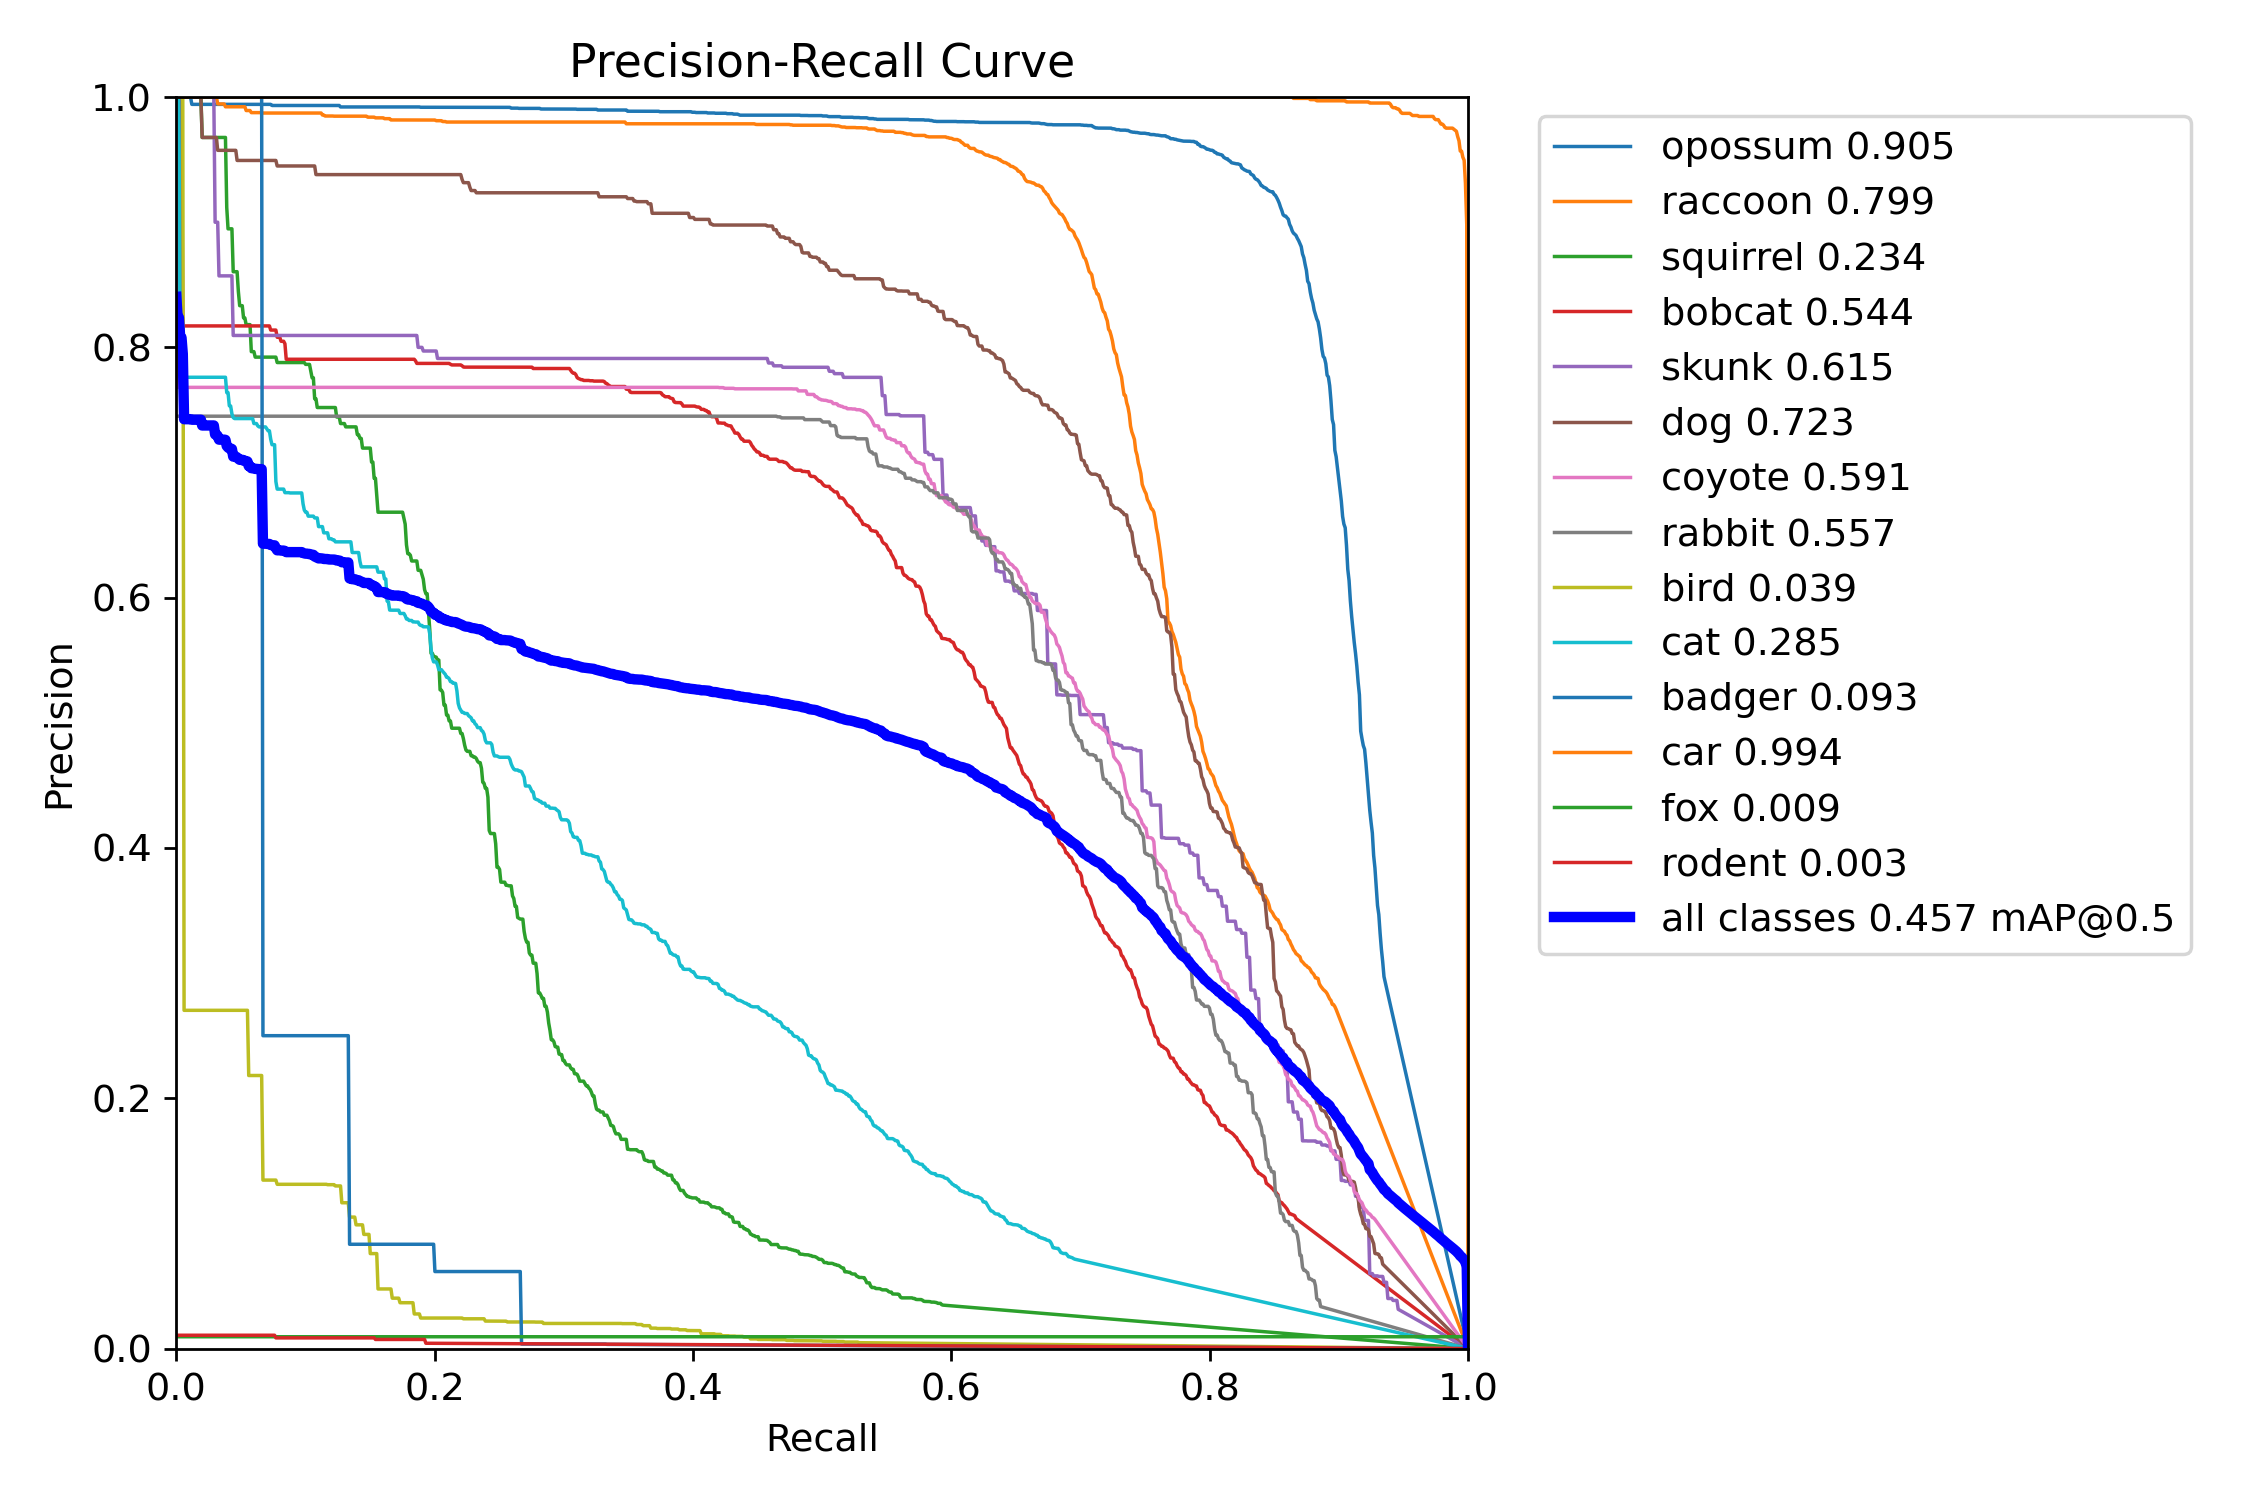 Precision-Recall Curve
1.0
0.8
0.6
0.4
0.2
0.0
Precision
0.0 0.2 0.4 0.6 0.8 1.0
Recall
opossum 0.905
raccoon 0.799
squirrel 0.234
bobcat 0.544
skunk 0.615
dog 0.723
coyote 0.591
rabbit 0.557
bird 0.039
cat 0.285
badger 0.093
car 0.994
fox 0.009
rodent 0.003
all classes 0.457 mAP@0.5